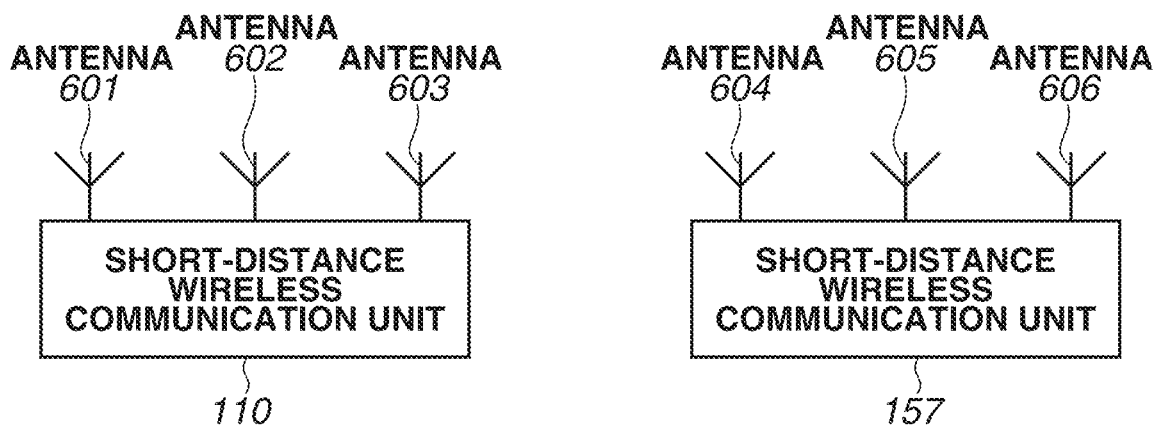 ANTENNA
601
ANTENNA
602
ANTENNA
603
SHORT-DISTANCE
WIRELESS
COMMUNICATION UNIT
110
ANTENNA
604
ANTENNA
605
ANTENNA
606
SHORT-DISTANCE
WIRELESS
COMMUNICATION UNIT
157